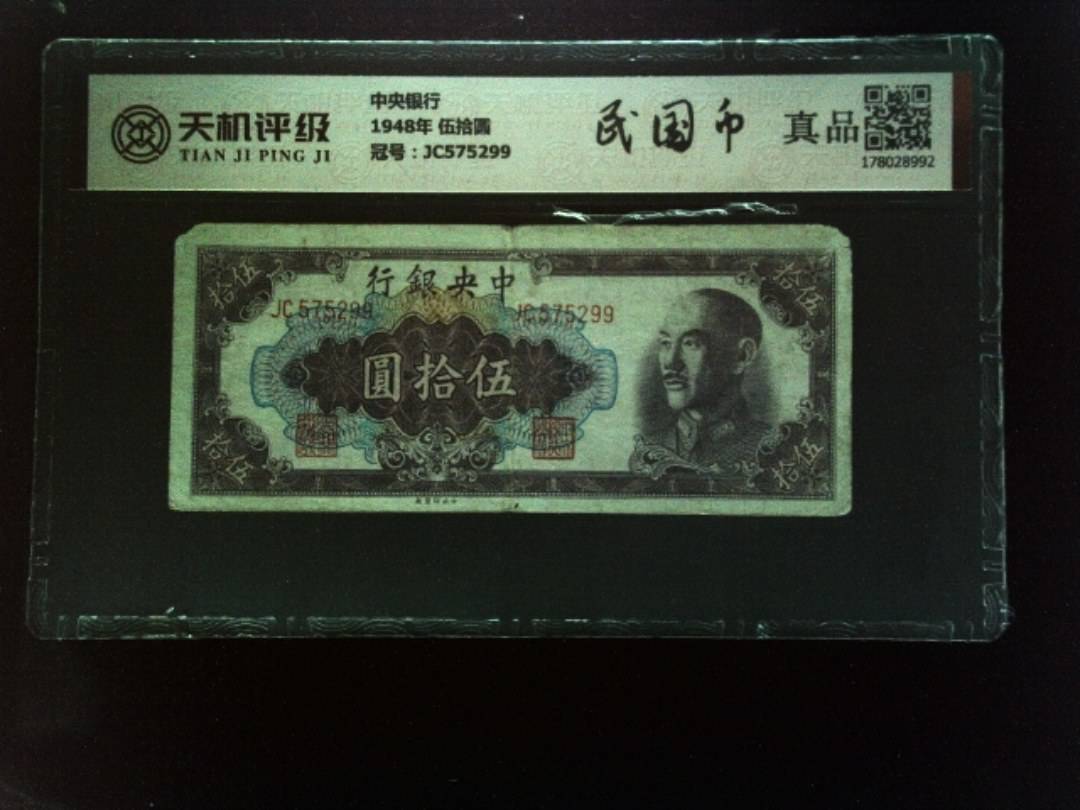 天机评级
TIAN JI PING JI
中央银行
1948年 伍拾圆
冠号：JC575299
民国币
真品
178028992
行銀央中
JC575299
JC575299
拾伍
拾伍
圓拾伍
拾伍
拾伍